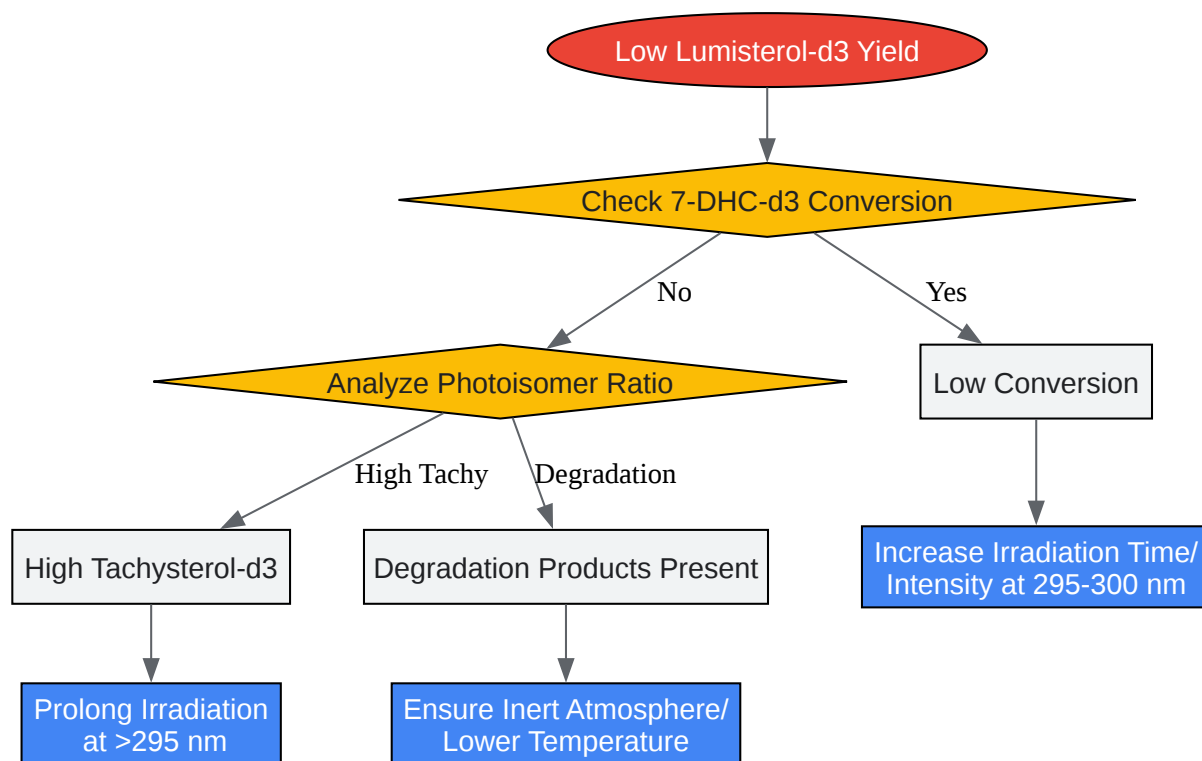 Low Lumisterol-d3 Yield
Check 7-DHC-d3 Conversion
No
Yes
Analyze Photoisomer Ratio
Low Conversion
High Tachy
Degradation
High Tachysterol-d3
Degradation Products Present
Increase Irradiation Time/
Intensity at 295-300 nm
Prolong Irradiation
at >295 nm
Ensure Inert Atmosphere/
Lower Temperature